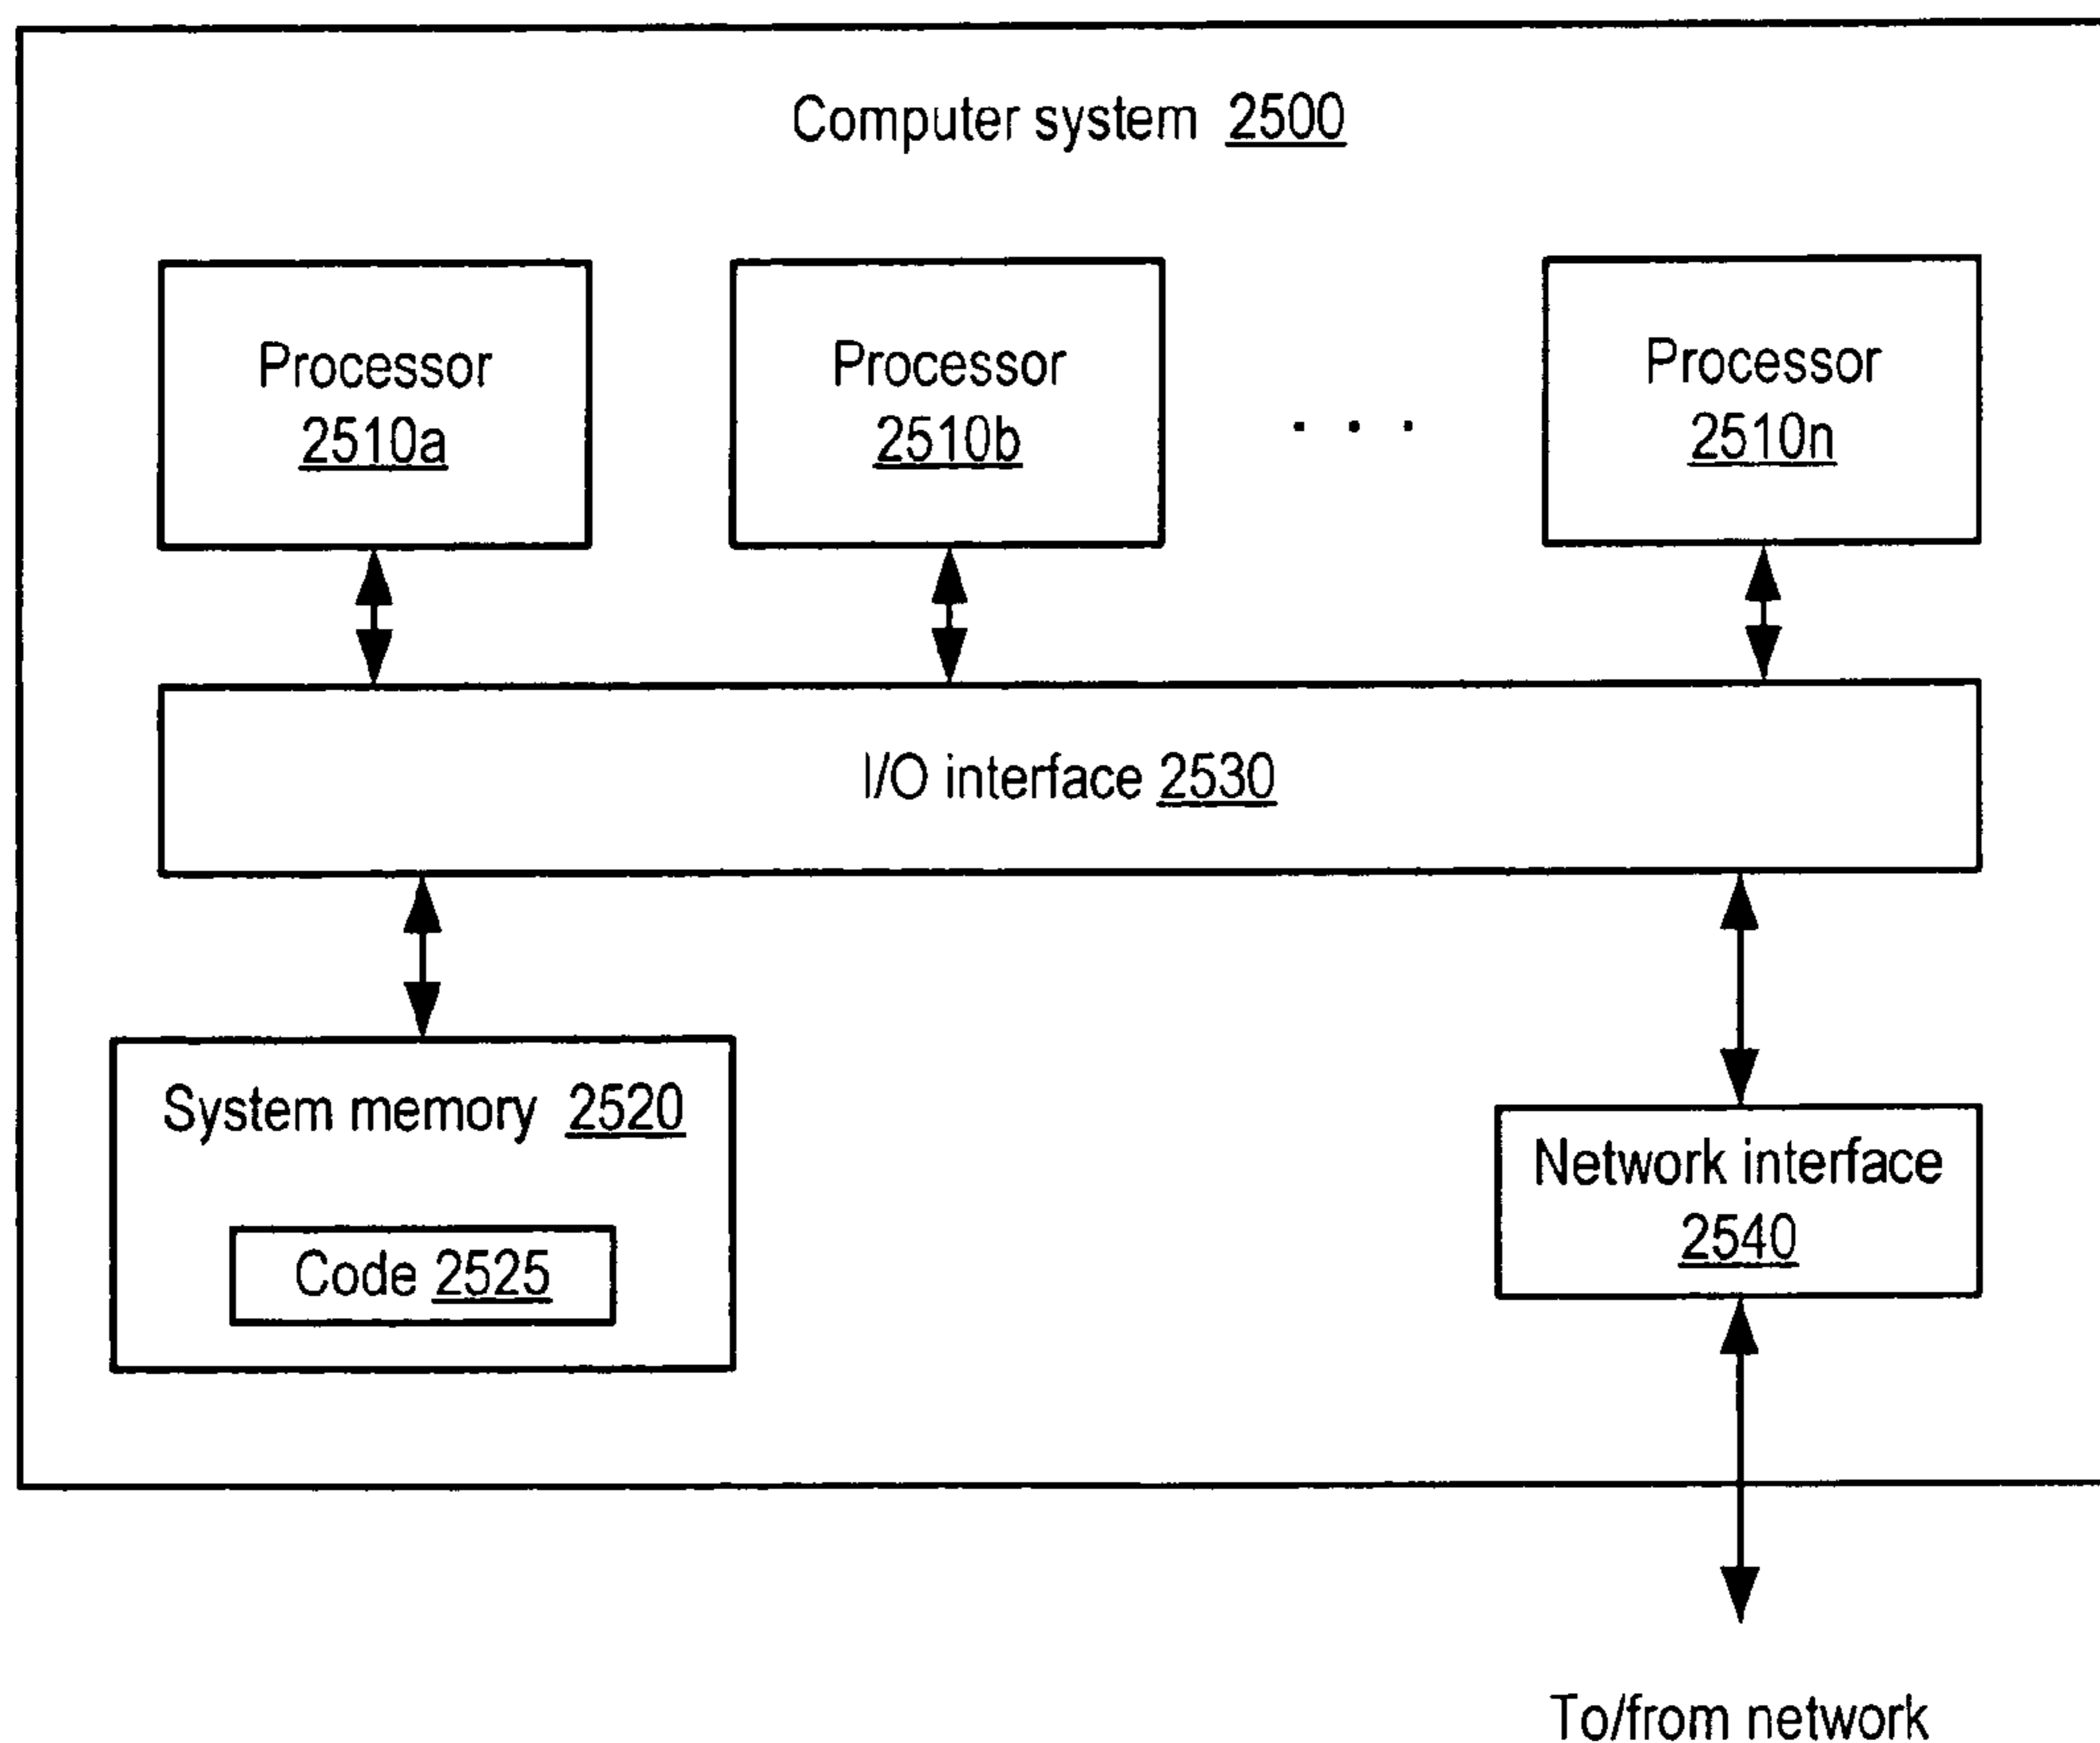 Computer system 2500
Processor
2510a
Processor
2510b
. . .
Processor
2510n
I/O interface 2530
System memory 2520
Code 2525
Network interface
2540
To/from network